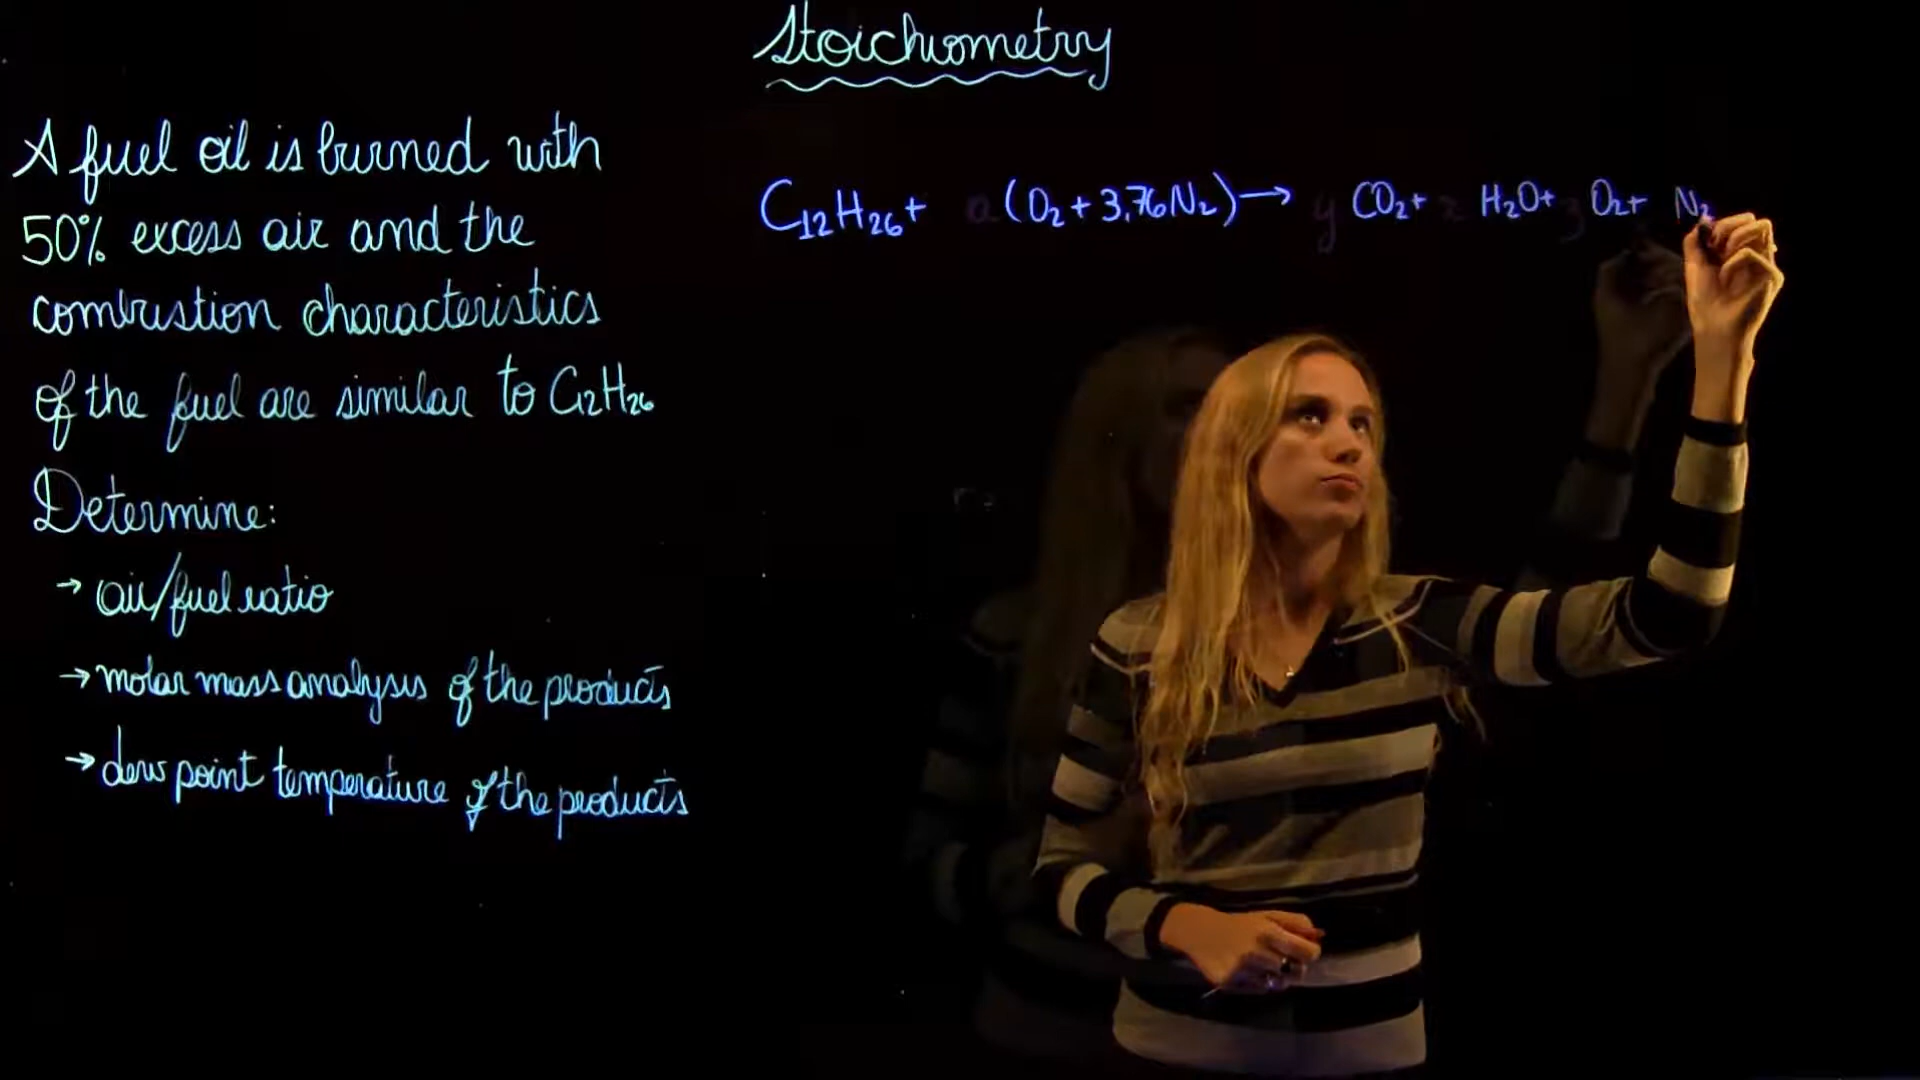 Stoichiometry
A fuel oil is burned with
50% excess air and the
combustion characteristics
of the fuel are similar to C12H26
Determine:
→ air/fuel ratio
→ molar mass analysis of the products
→ dew point temperature of the products
C12H26+ a (O2+3,76N2)→ y CO2+ x H2O+ z O2+ N2